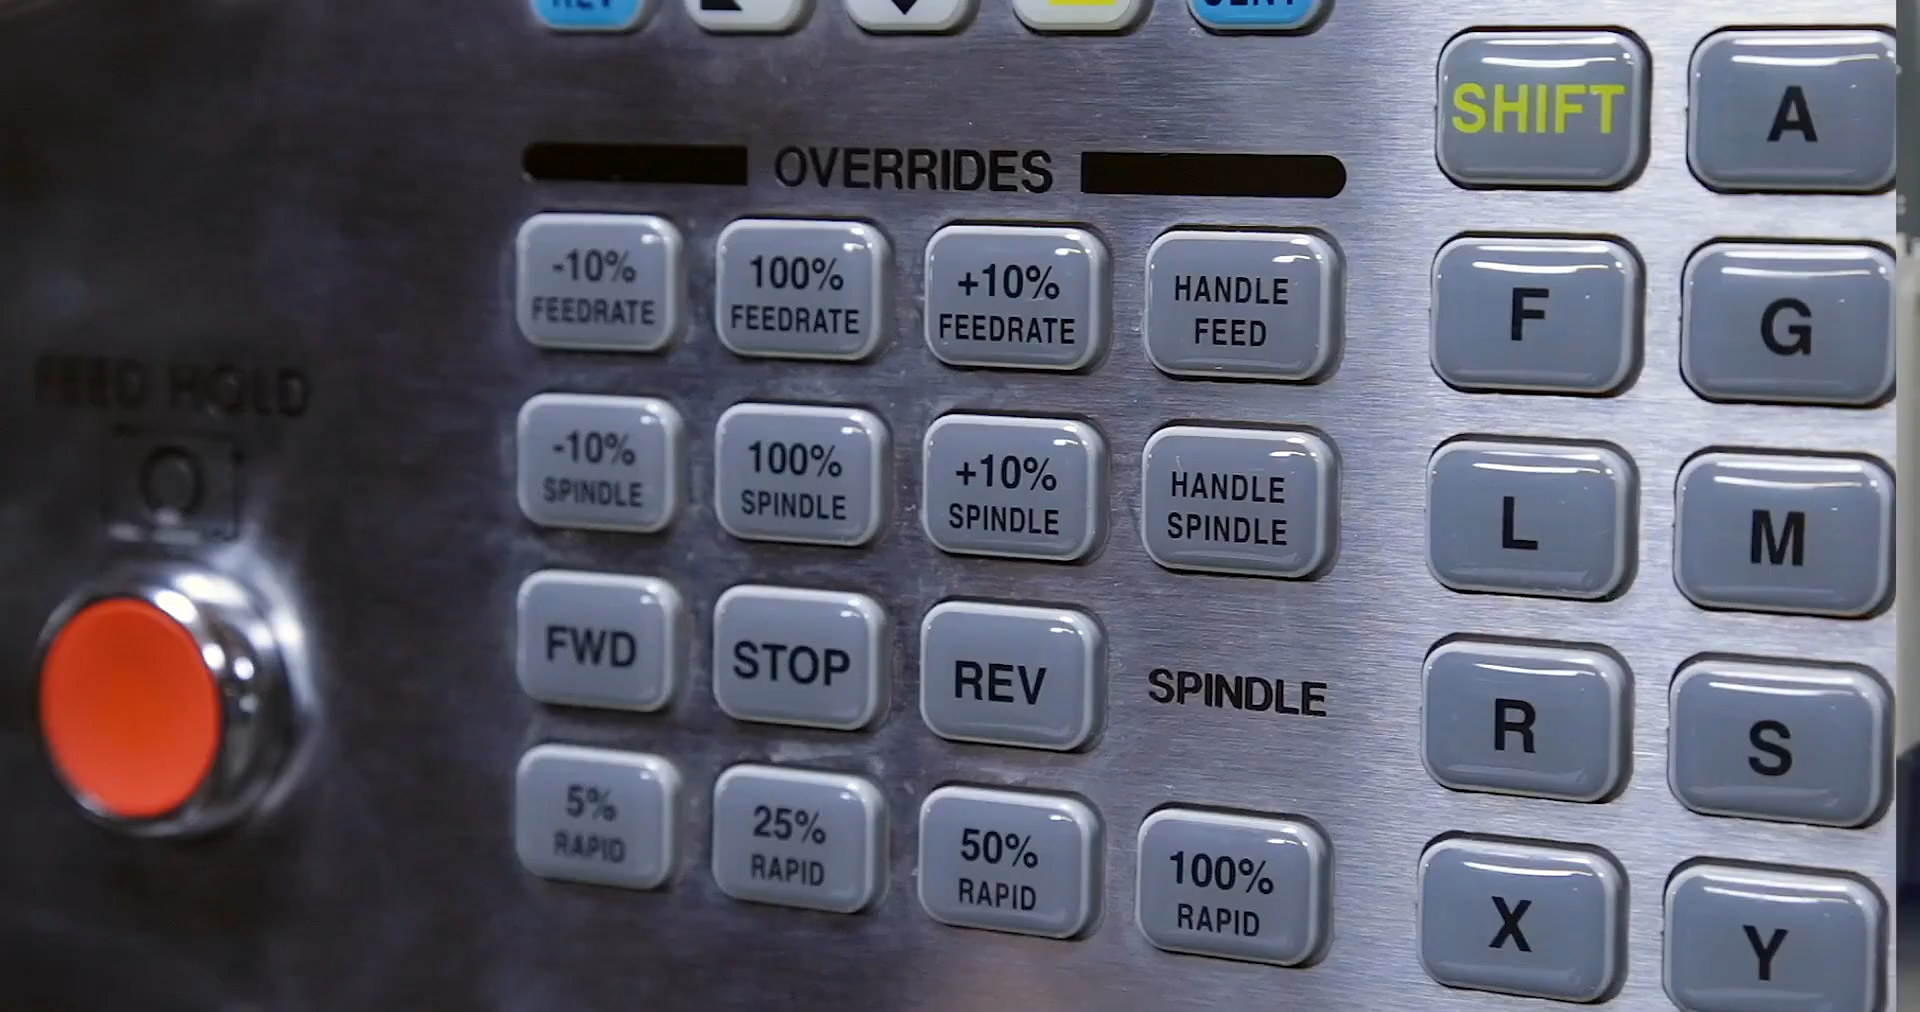 OVERRIDES
-10%
FEEDRATE
100%
FEEDRATE
+10%
FEEDRATE
HANDLE
FEED
-10%
SPINDLE
100%
SPINDLE
+10%
SPINDLE
HANDLE
SPINDLE
FWD
STOP
REV
SPINDLE
5%
RAPID
25%
RAPID
50%
RAPID
100%
RAPID
FEED HOLD
SHIFT
A
F
G
L
M
R
S
X
Y